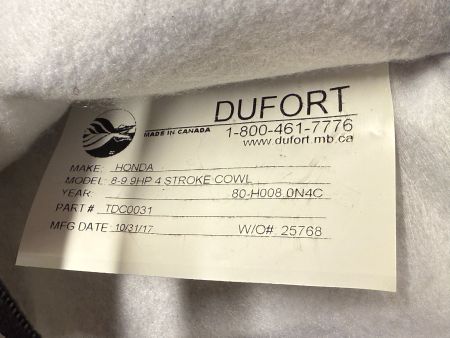 DUFORT
MADE IN CANADA 1-800-461-7776
www.dufort.mb.ca
MAKE: HONDA
MODEL: 8-9.9HP 4 STROKE COWL
YEAR: 80-H008.0N4C
PART # TDC0031
MFG DATE: 10/31/17 W/O# 25768